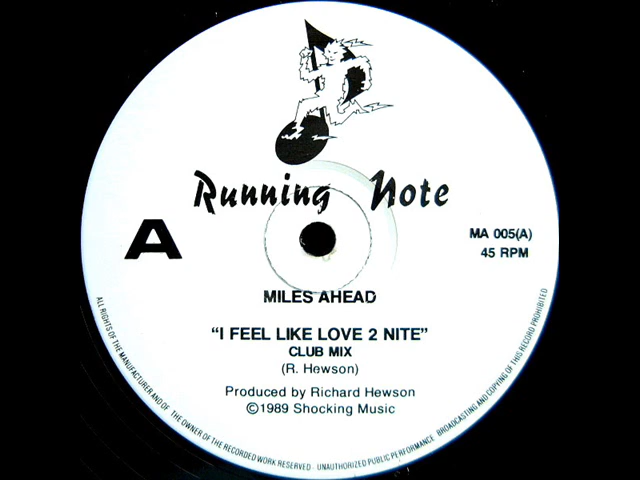 Running Note
A
MA 005(A)
45 RPM
MILES AHEAD
"I FEEL LIKE LOVE 2 NITE"
CLUB MIX
(R. Hewson)
Produced by Richard Hewson
©1989 Shocking Music
ALL RIGHTS OF THE MANUFACTURER AND OF THE OWNER OF THE RECORDED WORK RESERVED · UNAUTHORIZED PUBLIC PERFORMANCE BROADCASTING AND COPYING OF THIS RECORD PROHIBITED